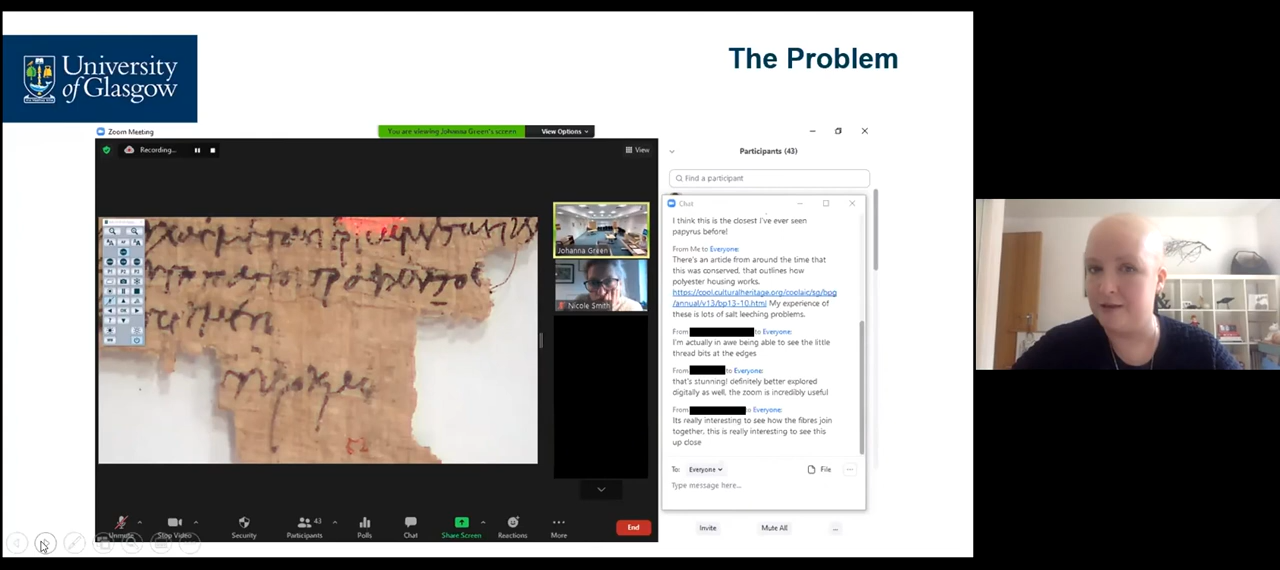 University
of Glasgow
The Problem
Zoom Meeting
You are viewing Johanna Green's screen
View Options
Recording...
View
Johanna Green
Nicole Smith
Unmute
Stop Video
Security
43
Participants
Polls
Chat
Share Screen
Reactions
More
End
Participants (43)
Find a participant
Chat
I think this is the closest I've ever seen
papyrus before!
From Me to Everyone:
There's an article from around the time that
this was conserved, that outlines how
polyester housing works.
https://cool.culturalheritage.org/coolaic/sg/bpg
/annual/v13/bp13-10.html My experience of
these is lots of salt leeching problems.
From to Everyone:
I'm actually in awe being able to see the little
thread bits at the edges
From to Everyone:
that's stunning! definitely better explored
digitally as well, the zoom is incredibly useful
From to Everyone:
Its really interesting to see how the fibres join
together, this is really interesting to see this
up close
To: Everyone
File
Type message here...
Invite
Mute All